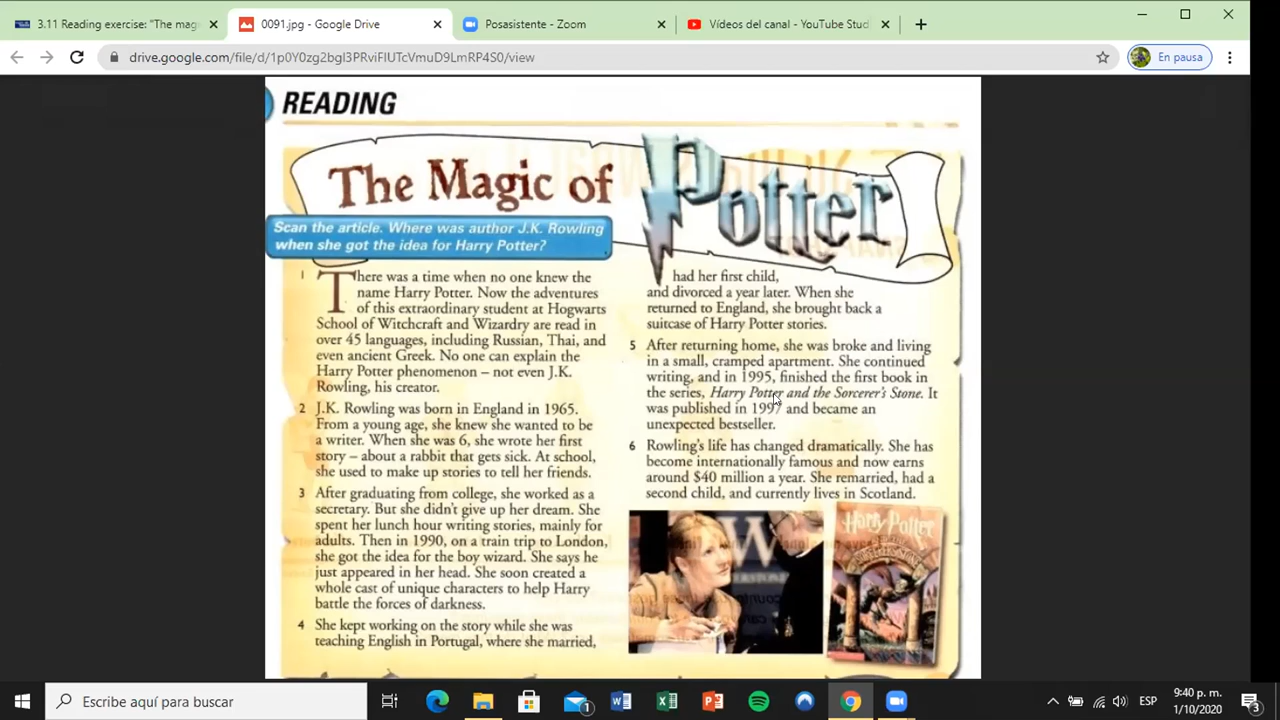 3.11 Reading exercise: "The mag
0091.jpg - Google Drive
Posasistente - Zoom
Vídeos del canal - YouTube Stud
drive.google.com/file/d/1p0Y0zg2bgI3PRviFIUTcVmuD9LmRP4S0/view
En pausa
READING
The Magic of Potter
Scan the article. Where was author J.K. Rowling
when she got the idea for Harry Potter?
1 There was a time when no one knew the
name Harry Potter. Now the adventures
of this extraordinary student at Hogwarts
School of Witchcraft and Wizardry are read in
over 45 languages, including Russian, Thai, and
even ancient Greek. No one can explain the
Harry Potter phenomenon – not even J.K.
Rowling, his creator.
2 J.K. Rowling was born in England in 1965.
From a young age, she knew she wanted to be
a writer. When she was 6, she wrote her first
story – about a rabbit that gets sick. At school,
she used to make up stories to tell her friends.
3 After graduating from college, she worked as a
secretary. But she didn't give up her dream. She
spent her lunch hour writing stories, mainly for
adults. Then in 1990, on a train trip to London,
she got the idea for the boy wizard. She says he
just appeared in her head. She soon created a
whole cast of unique characters to help Harry
battle the forces of darkness.
4 She kept working on the story while she was
teaching English in Portugal, where she married,
had her first child,
and divorced a year later. When she
returned to England, she brought back a
suitcase of Harry Potter stories.
5 After returning home, she was broke and living
in a small, cramped apartment. She continued
writing, and in 1995, finished the first book in
the series, Harry Potter and the Sorcerer's Stone. It
was published in 1997 and became an
unexpected bestseller.
6 Rowling's life has changed dramatically. She has
become internationally famous and now earns
around $40 million a year. She remarried, had a
second child, and currently lives in Scotland.
Harry Potter
Escribe aquí para buscar
1
ESP
9:40 p. m.
1/10/2020
3